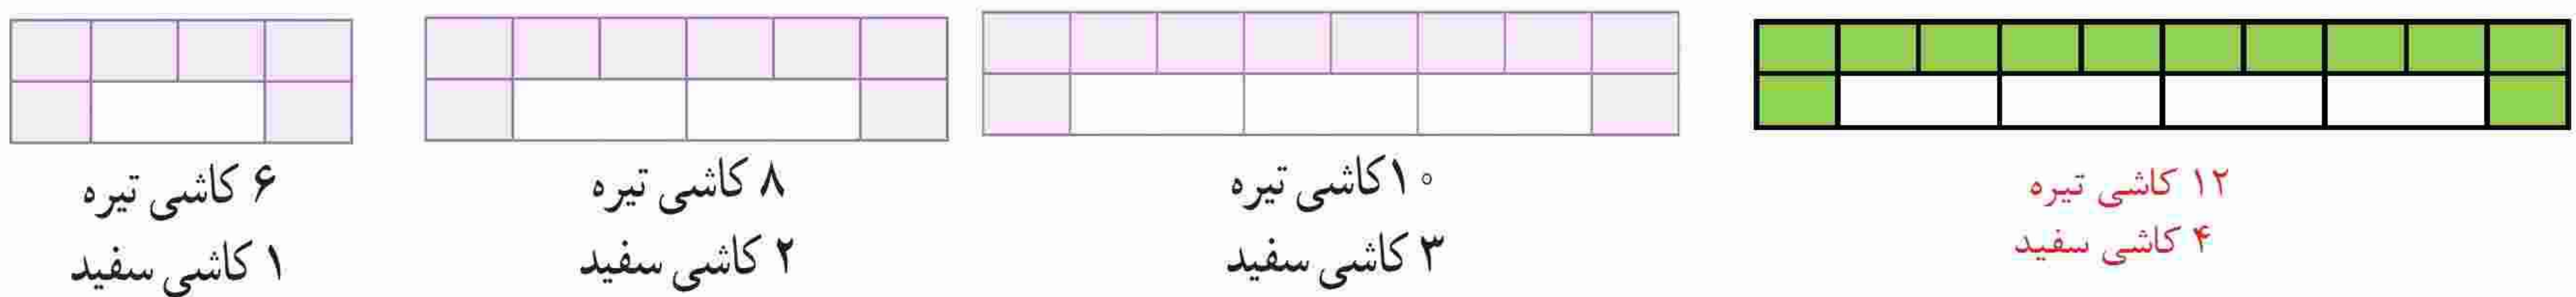 ۶ کاشی تیره
۱ کاشی سفید
۸ کاشی تیره
۲ کاشی سفید
۱۰ کاشی تیره
۳ کاشی سفید
۱۲ کاشی تیره
۴ کاشی سفید